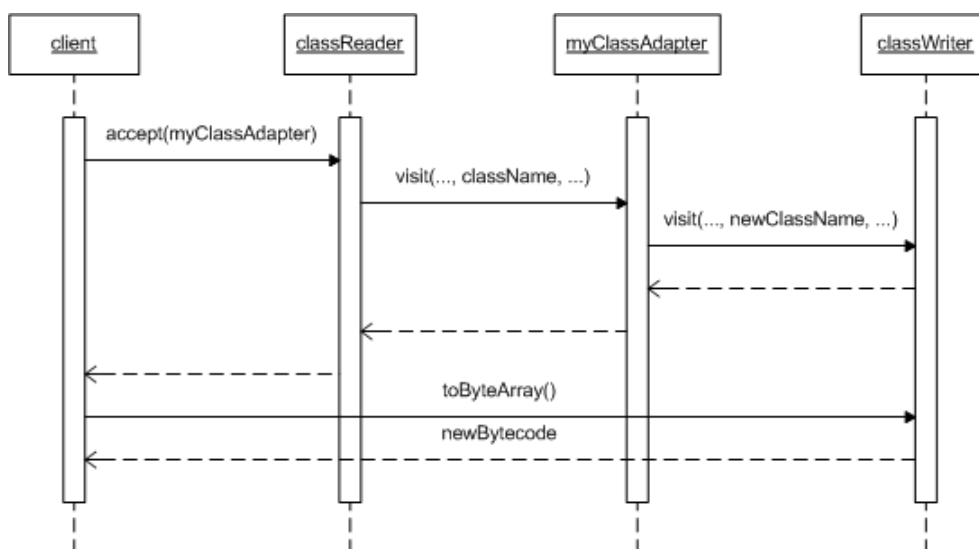 client
classReader
myClassAdapter
classWriter
accept(myClassAdapter)
visit(..., className, ...)
visit(..., newClassName, ...)
toByteArray()
newBytecode